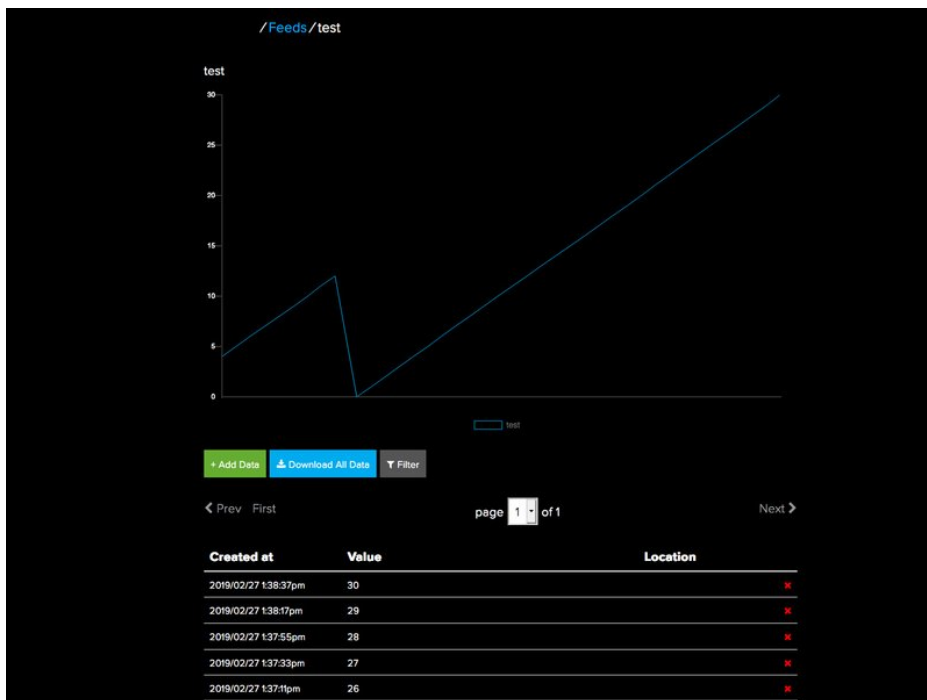 /Feeds/test
test
30
25
20
15
10
5
0
test
+ Add Data Download All Data Filter
Prev First page 1 of 1 Next
Created at Value Location
2019/02/27 1:38:37pm 30
2019/02/27 1:38:17pm 29
2019/02/27 1:37:55pm 28
2019/02/27 1:37:33pm 27
2019/02/27 1:37:11pm 26